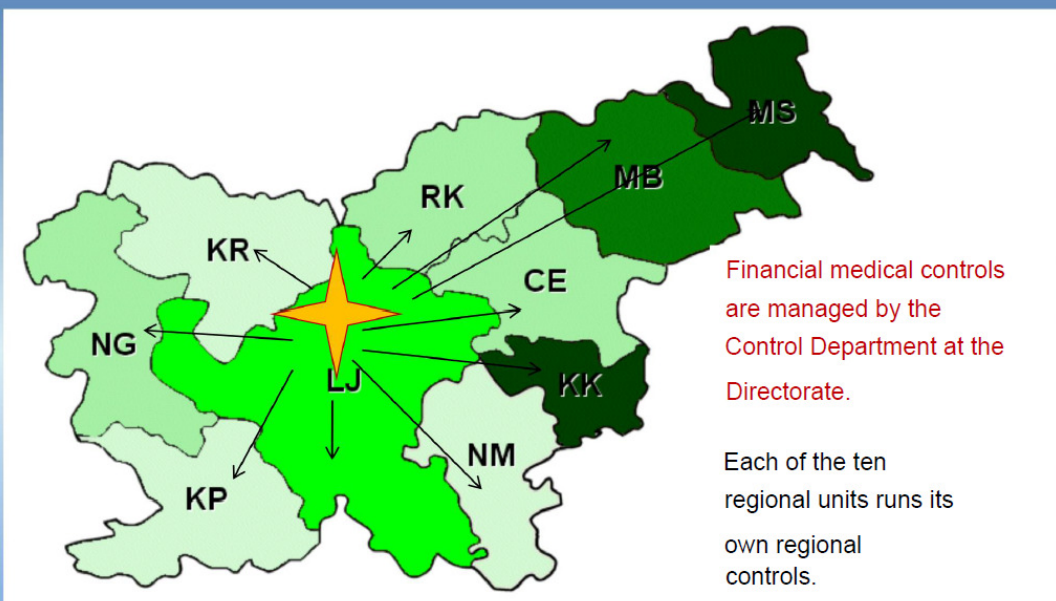 MS
MB
RK
KR
CE
NG
LJ
KK
NM
KP
Financial medical controls
are managed by the
Control Department at the
Directorate.
Each of the ten
regional units runs its
own regional
controls.